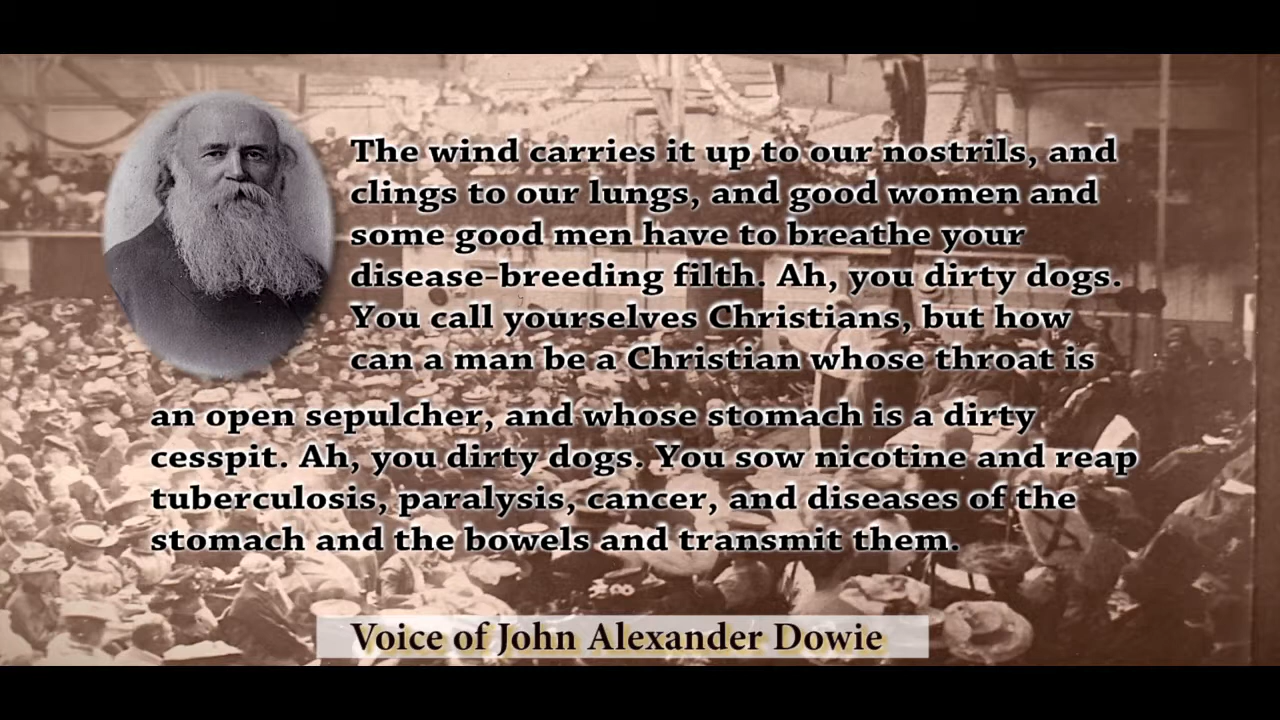 The wind carries it up to our nostrils, and
clings to our lungs, and good women and
some good men have to breathe your
disease-breeding filth. Ah, you dirty dogs.
You call yourselves Christians, but how
can a man be a Christian whose throat is
an open sepulcher, and whose stomach is a dirty
cesspit. Ah, you dirty dogs. You sow nicotine and reap
tuberculosis, paralysis, cancer, and diseases of the
stomach and the bowels and transmit them.
Voice of John Alexander Dowie